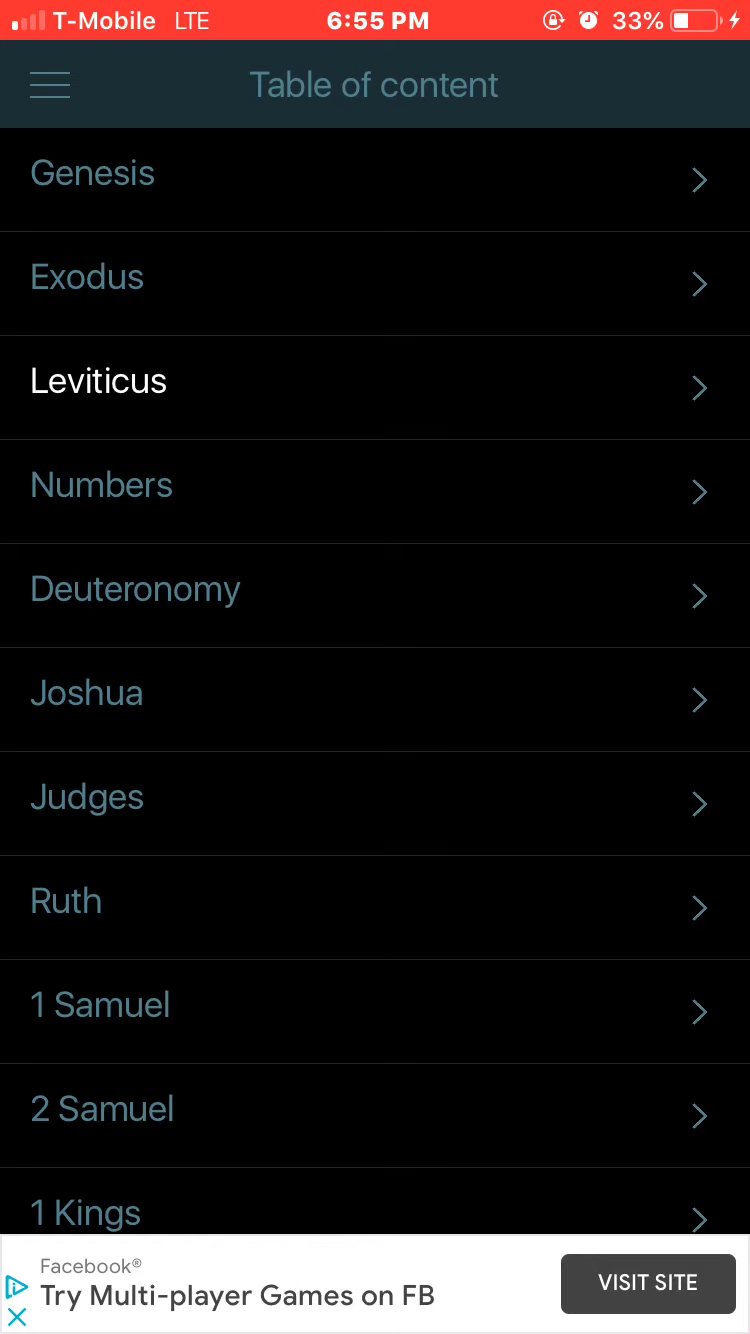 T-Mobile LTE 6:55 PM 33%
Table of content
Genesis
Exodus
Leviticus
Numbers
Deuteronomy
Joshua
Judges
Ruth
1 Samuel
2 Samuel
1 Kings
Facebook®
Try Multi-player Games on FB
VISIT SITE